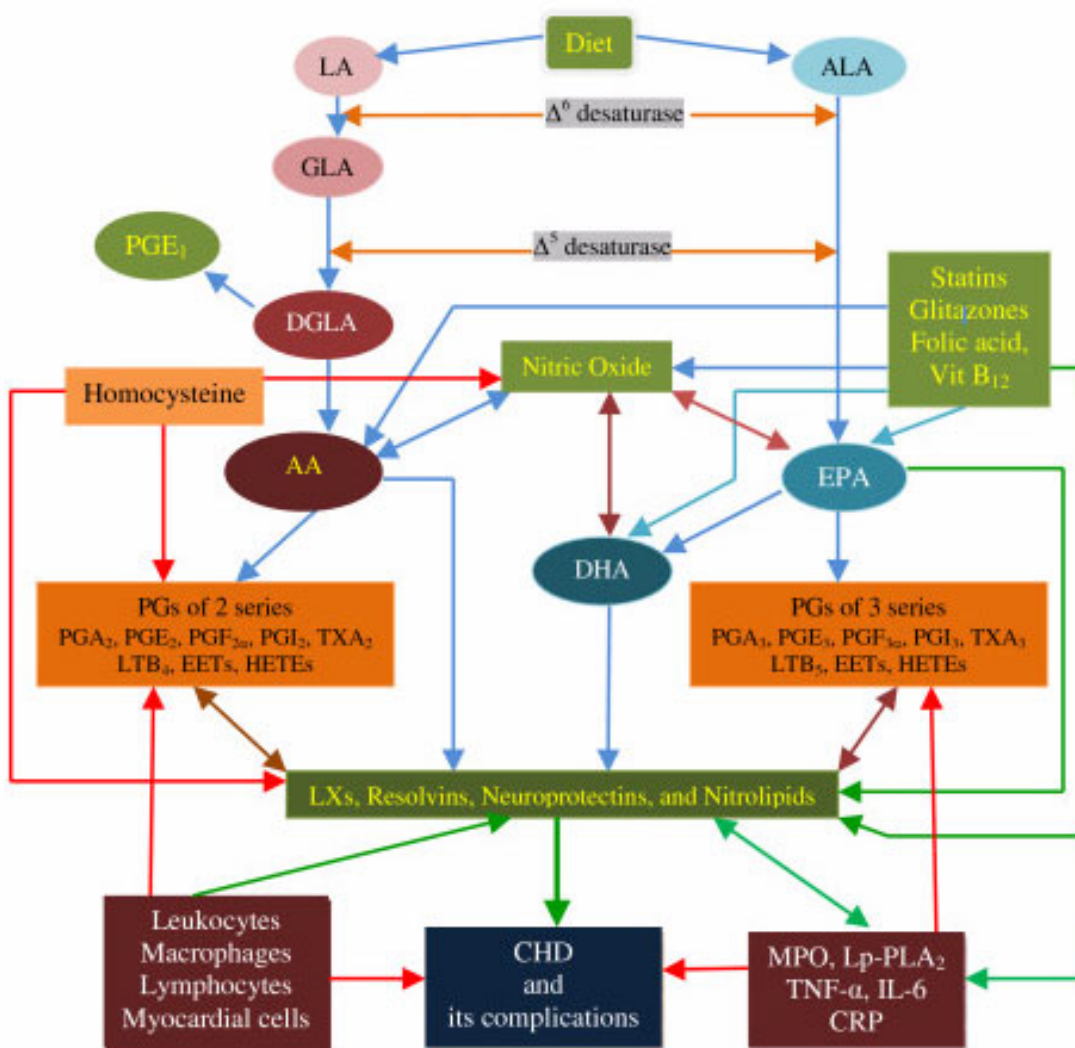 Diet
LA
ALA
Δ⁶ desaturase
GLA
PGE₁
Δ⁵ desaturase
Statins
Glitazones
Folic acid,
Vit B₁₂
DGLA
Nitric Oxide
Homocysteine
AA
EPA
DHA
PGs of 2 series
PGA₂, PGE₂, PGF₂α, PGI₂, TXA₂
LTB₄, EETs, HETEs
PGs of 3 series
PGA₃, PGE₃, PGF₃α, PGI₃, TXA₃
LTB₅, EETs, HETEs
LXs, Resolvins, Neuroprotectins, and Nitrolipids
Leukocytes
Macrophages
Lymphocytes
Myocardial cells
CHD
and
its complications
MPO, Lp-PLA₂
TNF-α, IL-6
CRP